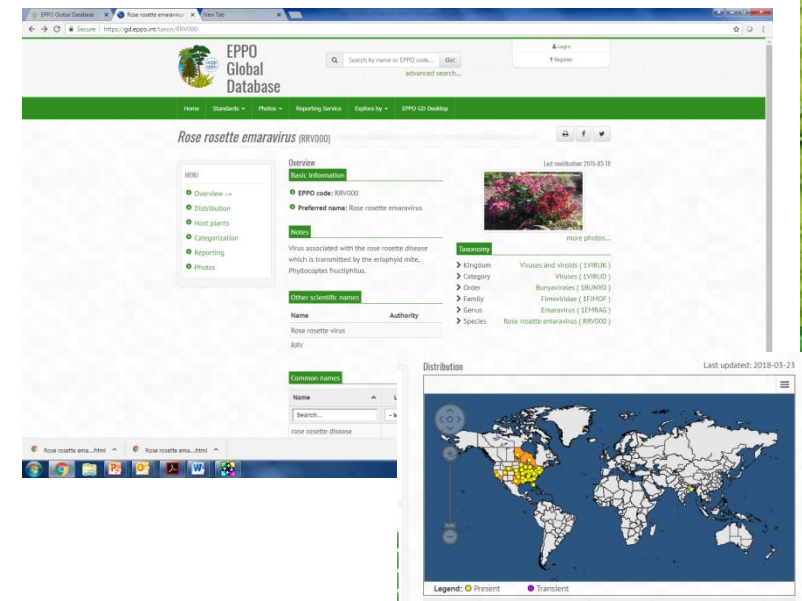 EPPO Global Database
Rose rosette emaravirus
New Tab
Secure | https://gd.eppo.int/taxon/RRV000
EPPO
Global
Database
Search by name or EPPO code... Go!
advanced search...
Login
Register
Home Standards Photos Reporting Service Explore by EPPO GD Desktop
Rose rosette emaravirus (RRV000)
MENU
Overview
Distribution
Host plants
Categorization
Reporting
Photos
Overview
Basic information
EPPO code: RRV000
Preferred name: Rose rosette emaravirus
Notes
Virus associated with the rose rosette disease
which is transmitted by the eriophyid mite,
Phyllocoptes fructiphilus.
Other scientific names
Name Authority
Rose rosette virus
RRV
Common names
Name
Search...
rose rosette disease
more photos...
Taxonomy
Kingdom Viruses and viroids ( 1VIRUK )
Category Viruses ( 1VIRUD )
Order Bunyavirales ( 1BUNYO )
Family Fimoviridae ( 1FIMOF )
Genus Emaravirus ( 1EMRAG )
Species Rose rosette emaravirus ( RRV000 )
Rose rosette ema...html
Rose rosette ema...html
Distribution
Last updated: 2018-03-23
Legend: Present Transient